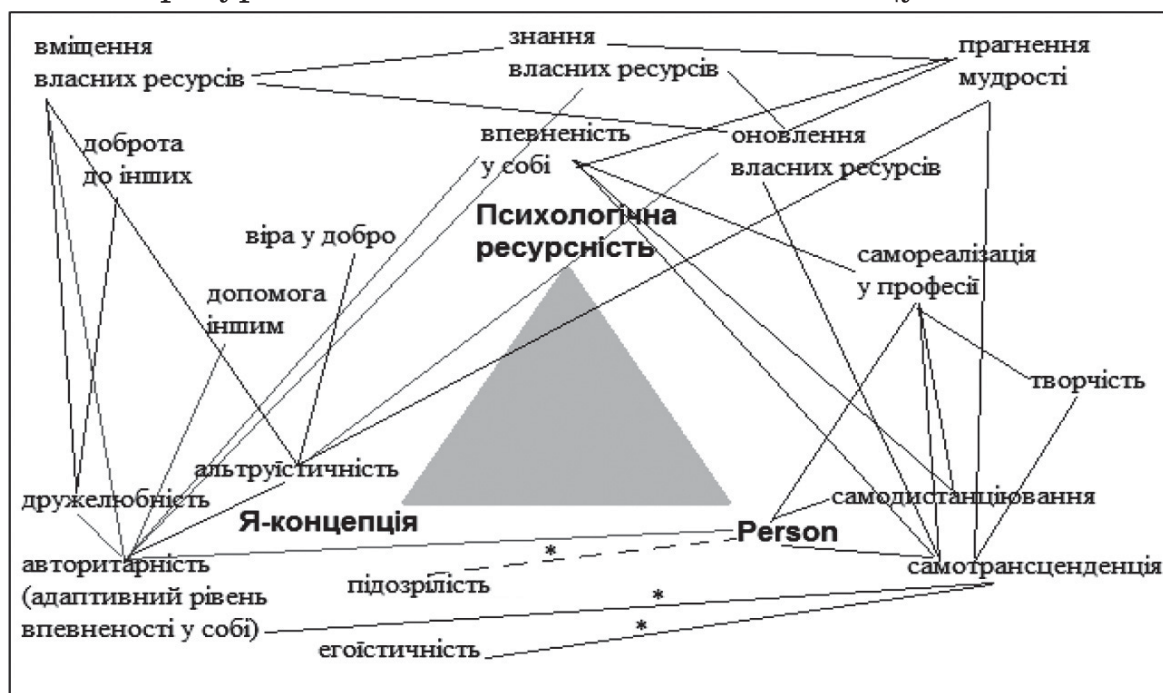 вміщення
власних ресурсів
знання
власних ресурсів
прагнення
мудрості
доброта
до інших
впевненість
у собі
оновлення
власних ресурсів
Психологічна
ресурсність
віра у добро
самореалізація
у професії
допомога
іншим
творчість
альтруїстичність
дружелюбність
самодистанціювання
Я-концепція
Person
авторитарність
(адаптивний рівень
впевненості у собі)
*
підозрілість
самотрансценденція
*
*
егоїстичність